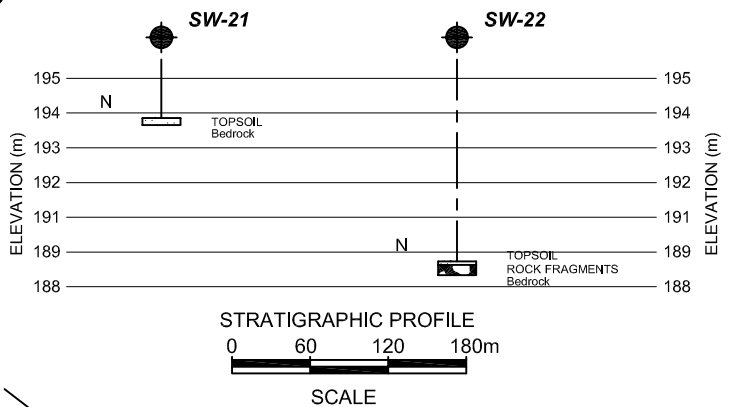 SW-21 SW-22
195 195
N
194 194
TOPSOIL
Bedrock
193 193
ELEVATION (m) ELEVATION (m)
192 192
191 191
N
189 189
TOPSOIL
ROCK FRAGMENTS
Bedrock
188 188
STRATIGRAPHIC PROFILE
0 60 120 180m
SCALE